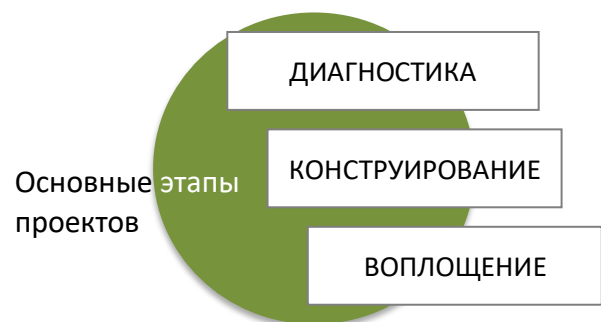 ДИАГНОСТИКА
КОНСТРУИРОВАНИЕ
Основные этапы
проектов
ВОПЛОЩЕНИЕ